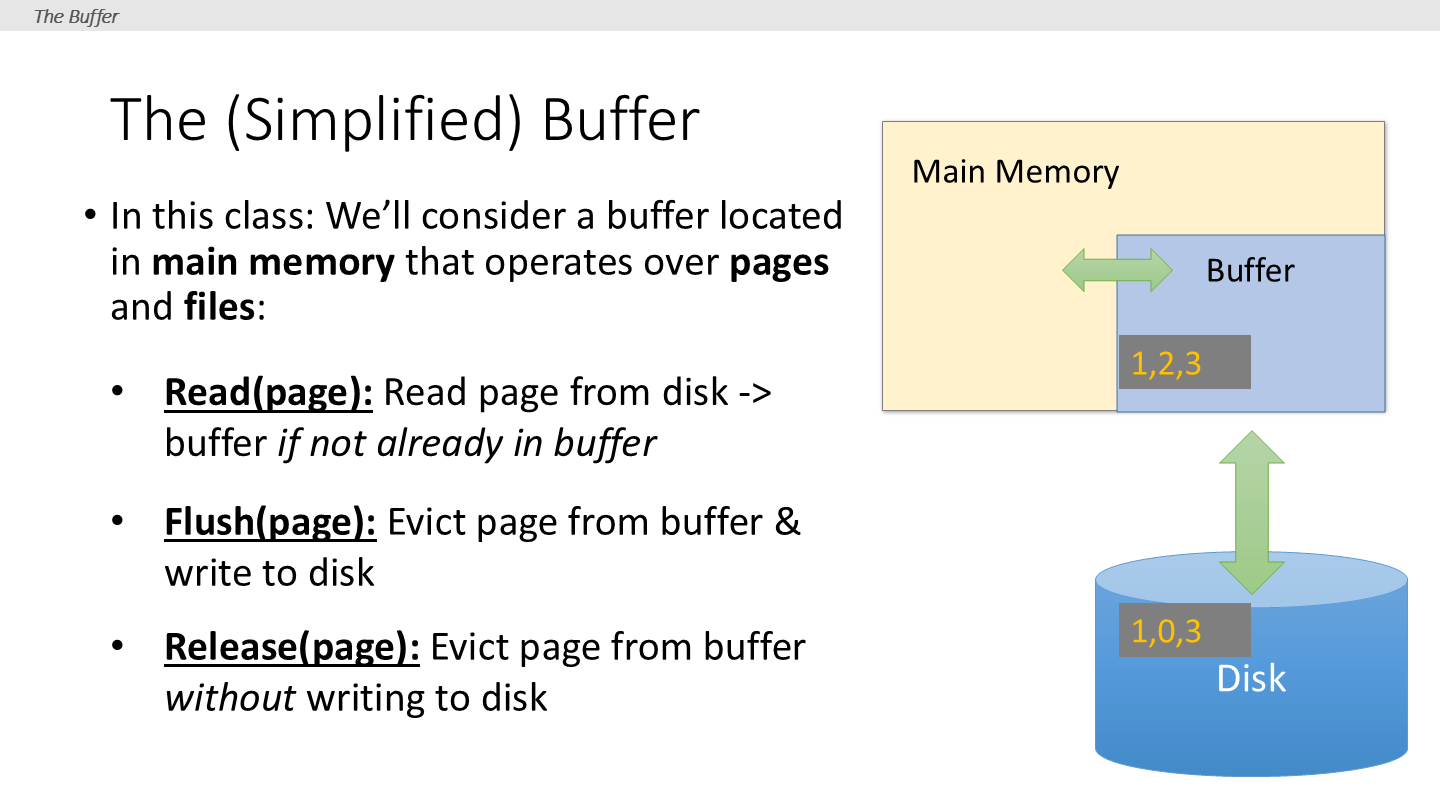 The Buffer
The (Simplified) Buffer
• In this class: We’ll consider a buffer located
in main memory that operates over pages
and files:
• Read(page): Read page from disk ->
buffer if not already in buffer
• Flush(page): Evict page from buffer &
write to disk
• Release(page): Evict page from buffer
without writing to disk
Main Memory
Buffer
1,2,3
1,0,3
Disk